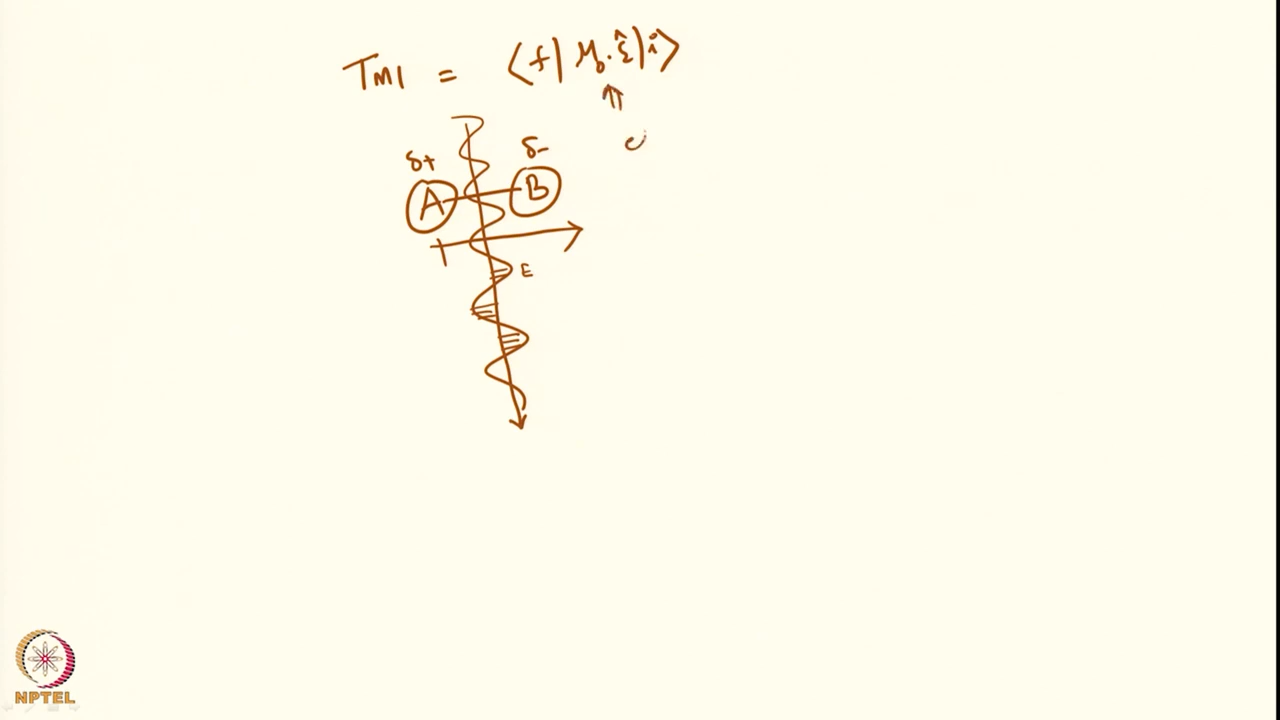 TMI = ⟨f| μ₀.ε̂ |i⟩
δ+ δ-
A B
E
NPTEL